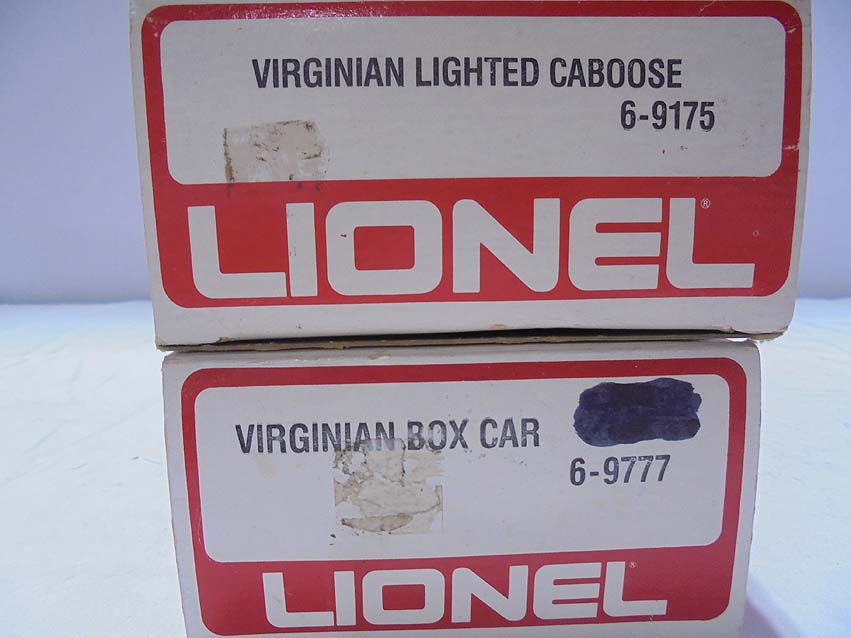 VIRGINIAN LIGHTED CABOOSE
6-9175
LIONEL®
VIRGINIAN BOX CAR
6-9777
LIONEL®